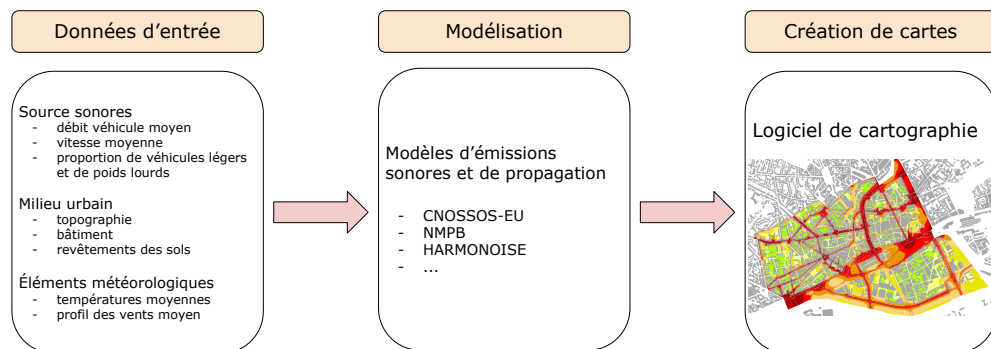 Données d'entrée
Source sonores
- débit véhicule moyen
- vitesse moyenne
- proportion de véhicules légers
et de poids lourds
Milieu urbain
- topographie
- bâtiment
- revêtements des sols
Éléments météorologiques
- températures moyennes
- profil des vents moyen
Modélisation
Modèles d'émissions
sonores et de propagation
- CNOSSOS-EU
- NMPB
- HARMONOISE
- ...
Création de cartes
Logiciel de cartographie